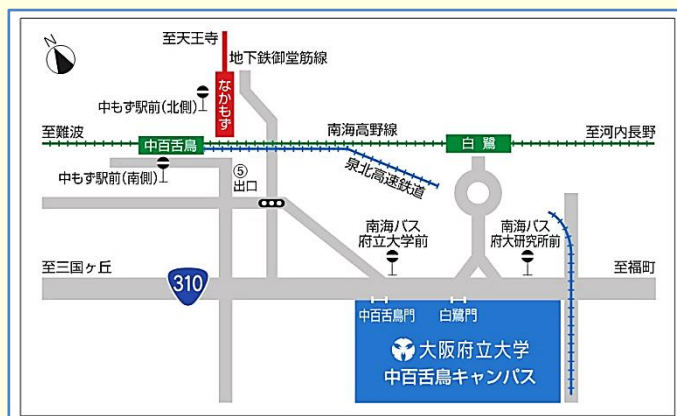 N
至天王寺
地下鉄御堂筋線
なかもず
中もず駅前(北側)
至難波
中百舌鳥
南海高野線
白鷺
至河内長野
泉北高速鉄道
中もず駅前(南側)
⑤
出口
南海バス
府立大学前
南海バス
府大研究所前
至三国ヶ丘
310
至福町
中百舌鳥門
白鷺門
大阪府立大学
中百舌鳥キャンパス